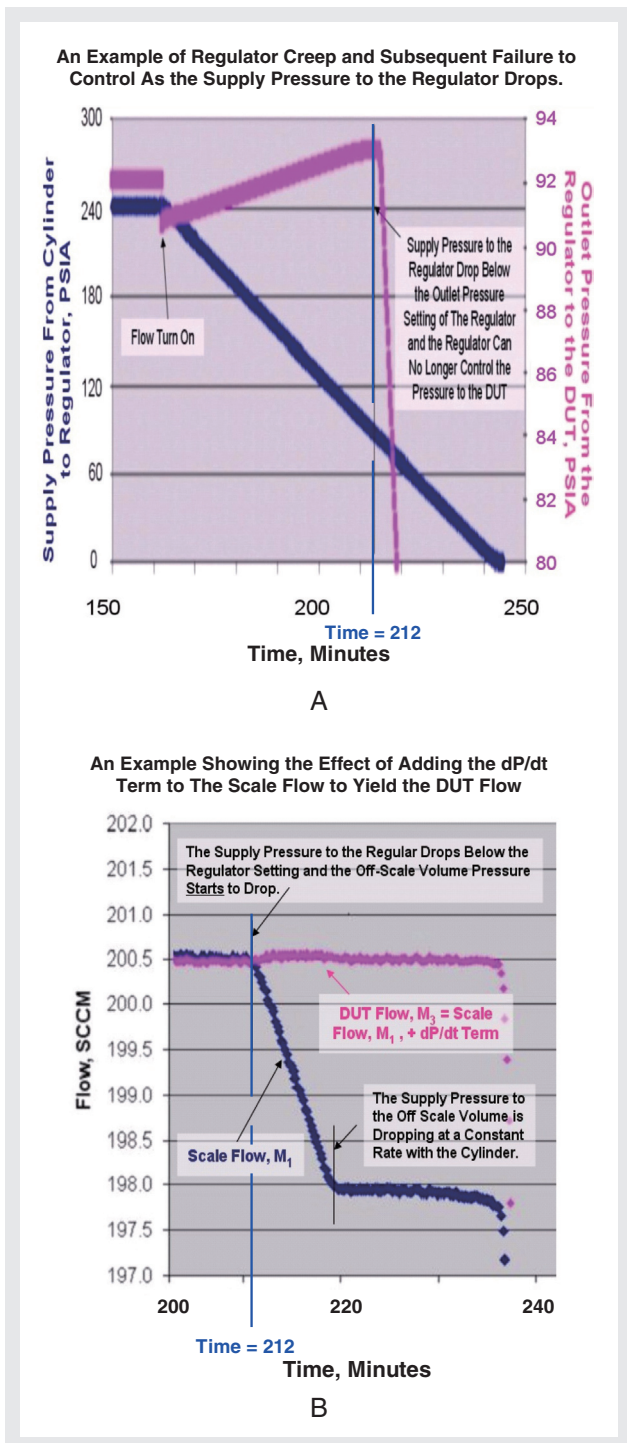 An Example of Regulator Creep and Subsequent Failure to
Control As the Supply Pressure to the Regulator Drops.
Supply Pressure From Cylinder
to Regulator, PSIA
300
240
180
120
60
0
Flow Turn On
Supply Pressure to the
Regulator Drop Below
the Outlet Pressure
Setting of The Regulator
and the Regulator Can
No Longer Control the
Pressure to the DUT
94
92
90
88
86
84
82
80
Outlet Pressure From the
Regulator to the DUT, PSIA
150
200
250
Time = 212
Time, Minutes
A
An Example Showing the Effect of Adding the dP/dt
Term to The Scale Flow to Yield the DUT Flow
Flow, SCCM
202.0
201.5
201.0
200.5
200.0
199.5
199.0
198.5
198.0
197.5
197.0
The Supply Pressure to the Regular Drops Below the
Regulator Setting and the Off-Scale Volume Pressure
Starts to Drop.
DUT Flow, M3 = Scale
Flow, M1 , + dP/dt Term
The Supply Pressure to
the Off Scale Volume is
Dropping at a Constant
Rate with the Cylinder.
Scale Flow, M1
200
220
240
Time = 212
Time, Minutes
B